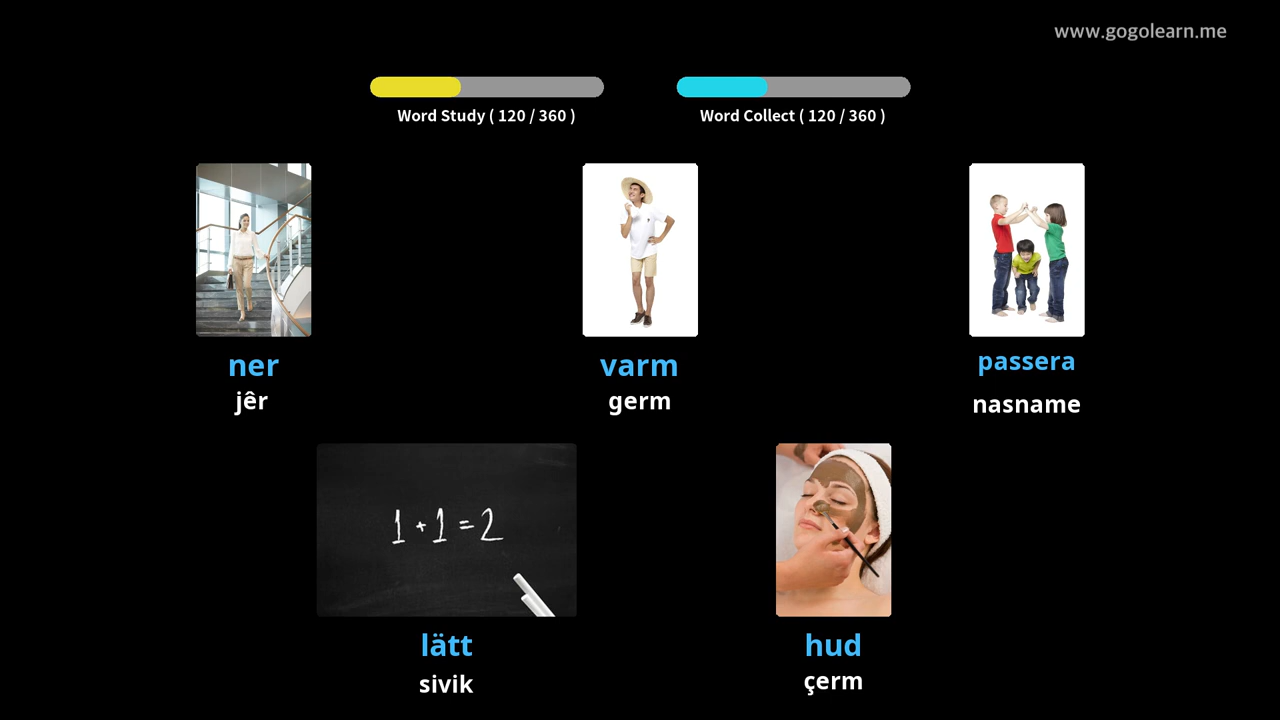 www.gogolearn.me
Word Study ( 120 / 360 )
Word Collect ( 120 / 360 )
ner
jêr
varm
germ
passera
nasname
1 + 1 = 2
lätt
sivik
hud
çerm